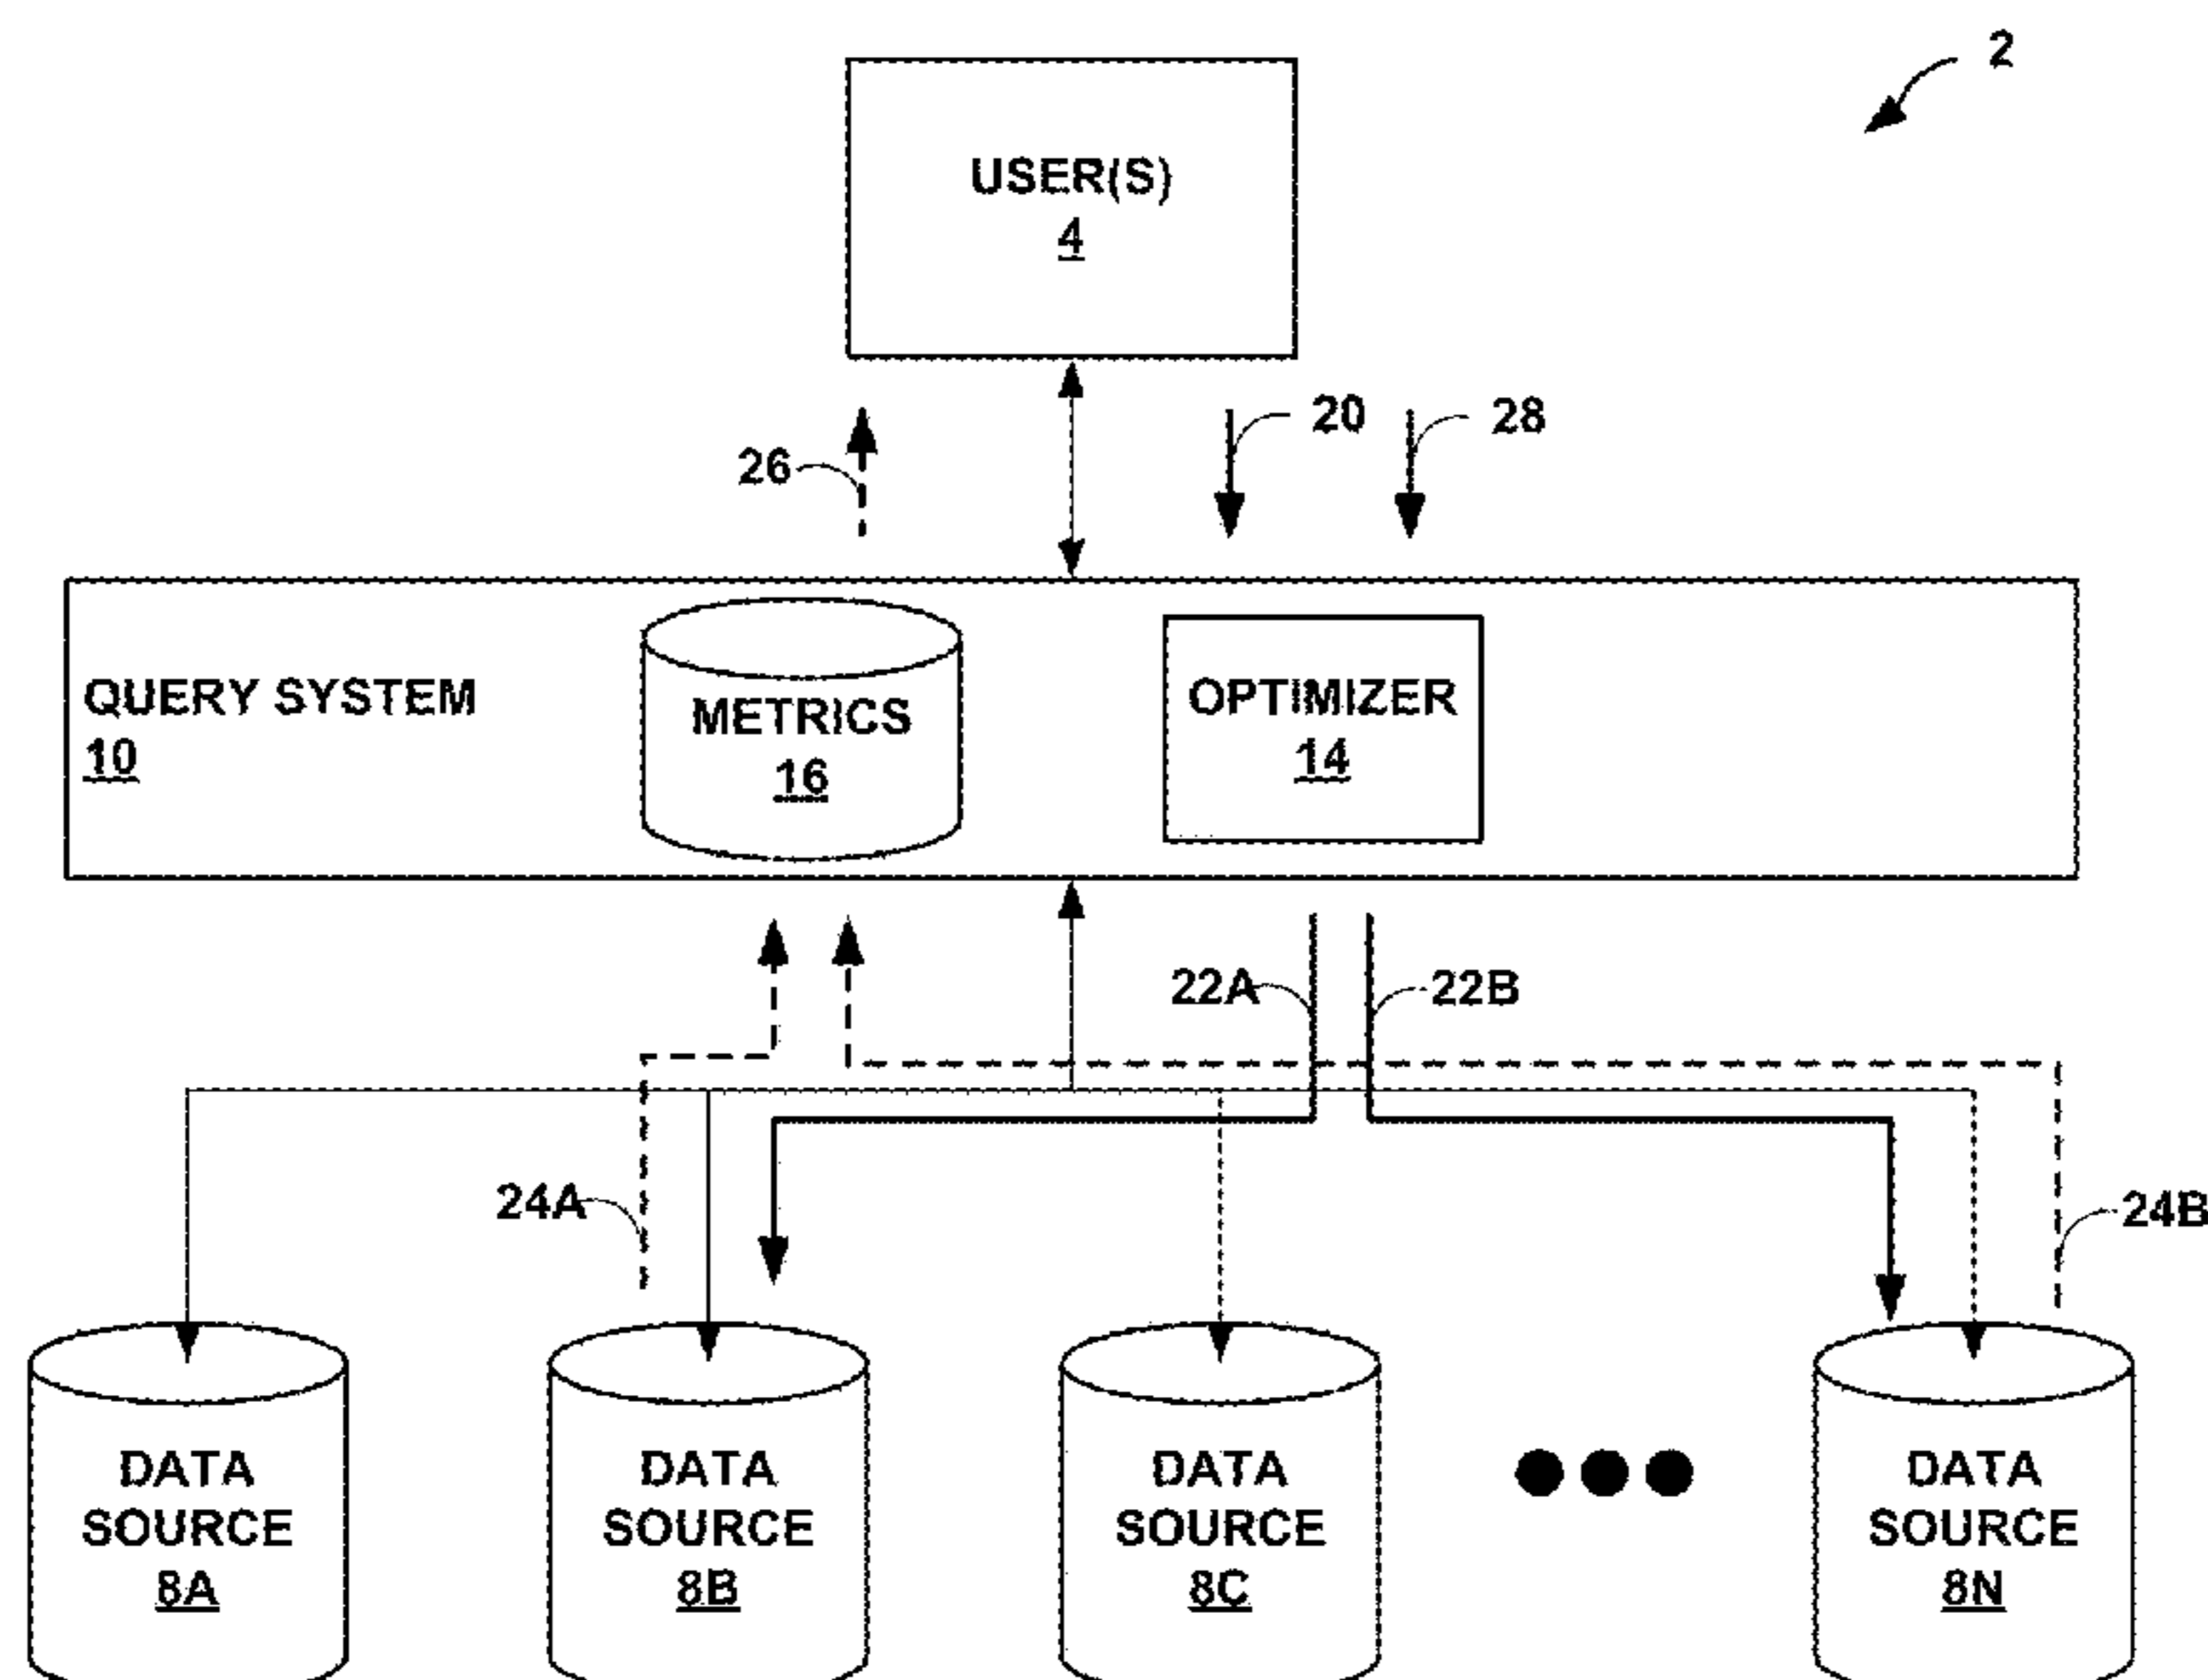 2
USER(S)
4
20
28
26
QUERY SYSTEM
10
METRICS
16
OPTIMIZER
14
22A
22B
24A
24B
DATA
SOURCE
8A
DATA
SOURCE
8B
DATA
SOURCE
8C
DATA
SOURCE
8N